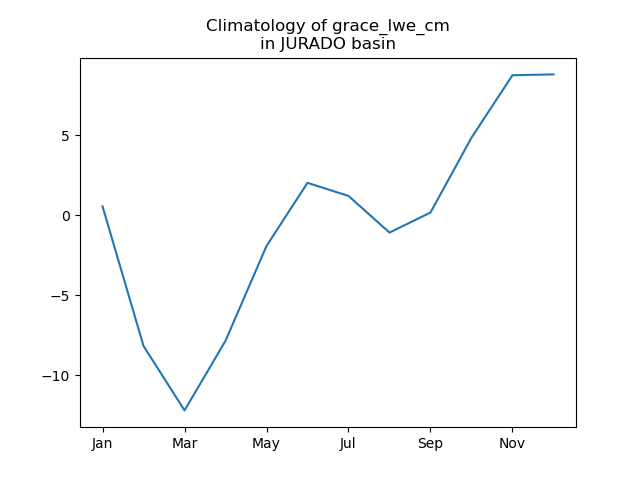 Climatology of grace_lwe_cm
in JURADO basin
5
0
−5
−10
Jan
Mar
May
Jul
Sep
Nov